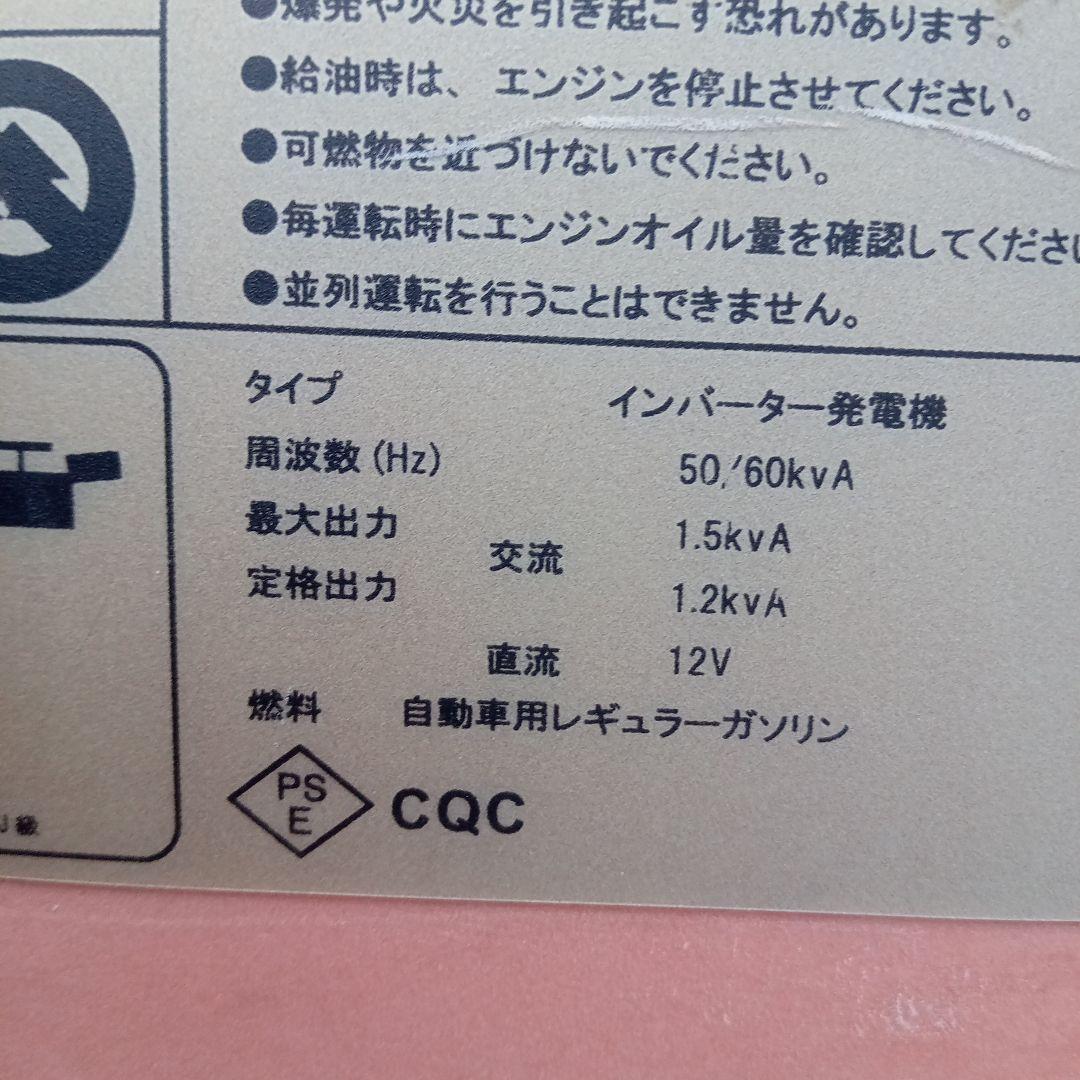 ●爆発や火災を引き起こす恐れがあります。
●給油時は、エンジンを停止させてください。
●可燃物を近づけないでください。
●毎運転時にエンジンオイル量を確認してくださ
●並列運転を行うことはできません。
タイプ インバーター発電機
周波数(Hz) 50/60kvA
最大出力 1.5kvA
交流
定格出力 1.2kvA
直流 12V
燃料 自動車用レギュラーガソリン
PS
E
CQC
級